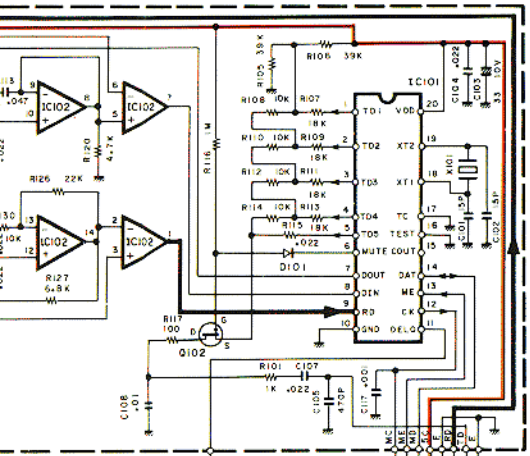 39K
R105
R106
39K
113
.047
9
10
IC102
8
6
5
IC102
7
R120
4.7K
R116
1M
R108
10K
R107
18K
R110
10K
R109
18K
R112
10K
R111
18K
R114
10K
R113
18K
R115
.022
D101
IC101
1
TD1
2
TD2
3
TD3
4
TD4
5
TD5
6
MUTE
7
DOUT
8
DIN
9
RD
10
GND
VDD
20
XT2
19
XT1
18
TC
17
TEST
16
COUT
15
DAT
14
ME
13
CK
12
DELQ
11
C104
.022
C103
33
10V
X101
C101
15P
C102
15P
R126
22K
130
10K
13
12
IC102
14
2
3
IC102
1
R127
6.8K
.022
R117
100
D
G
S
Q102
C108
.01
R101
1K
C107
.022
C105
470P
C117
.001
MC
ME
MD
5C
E
RD
TD
E